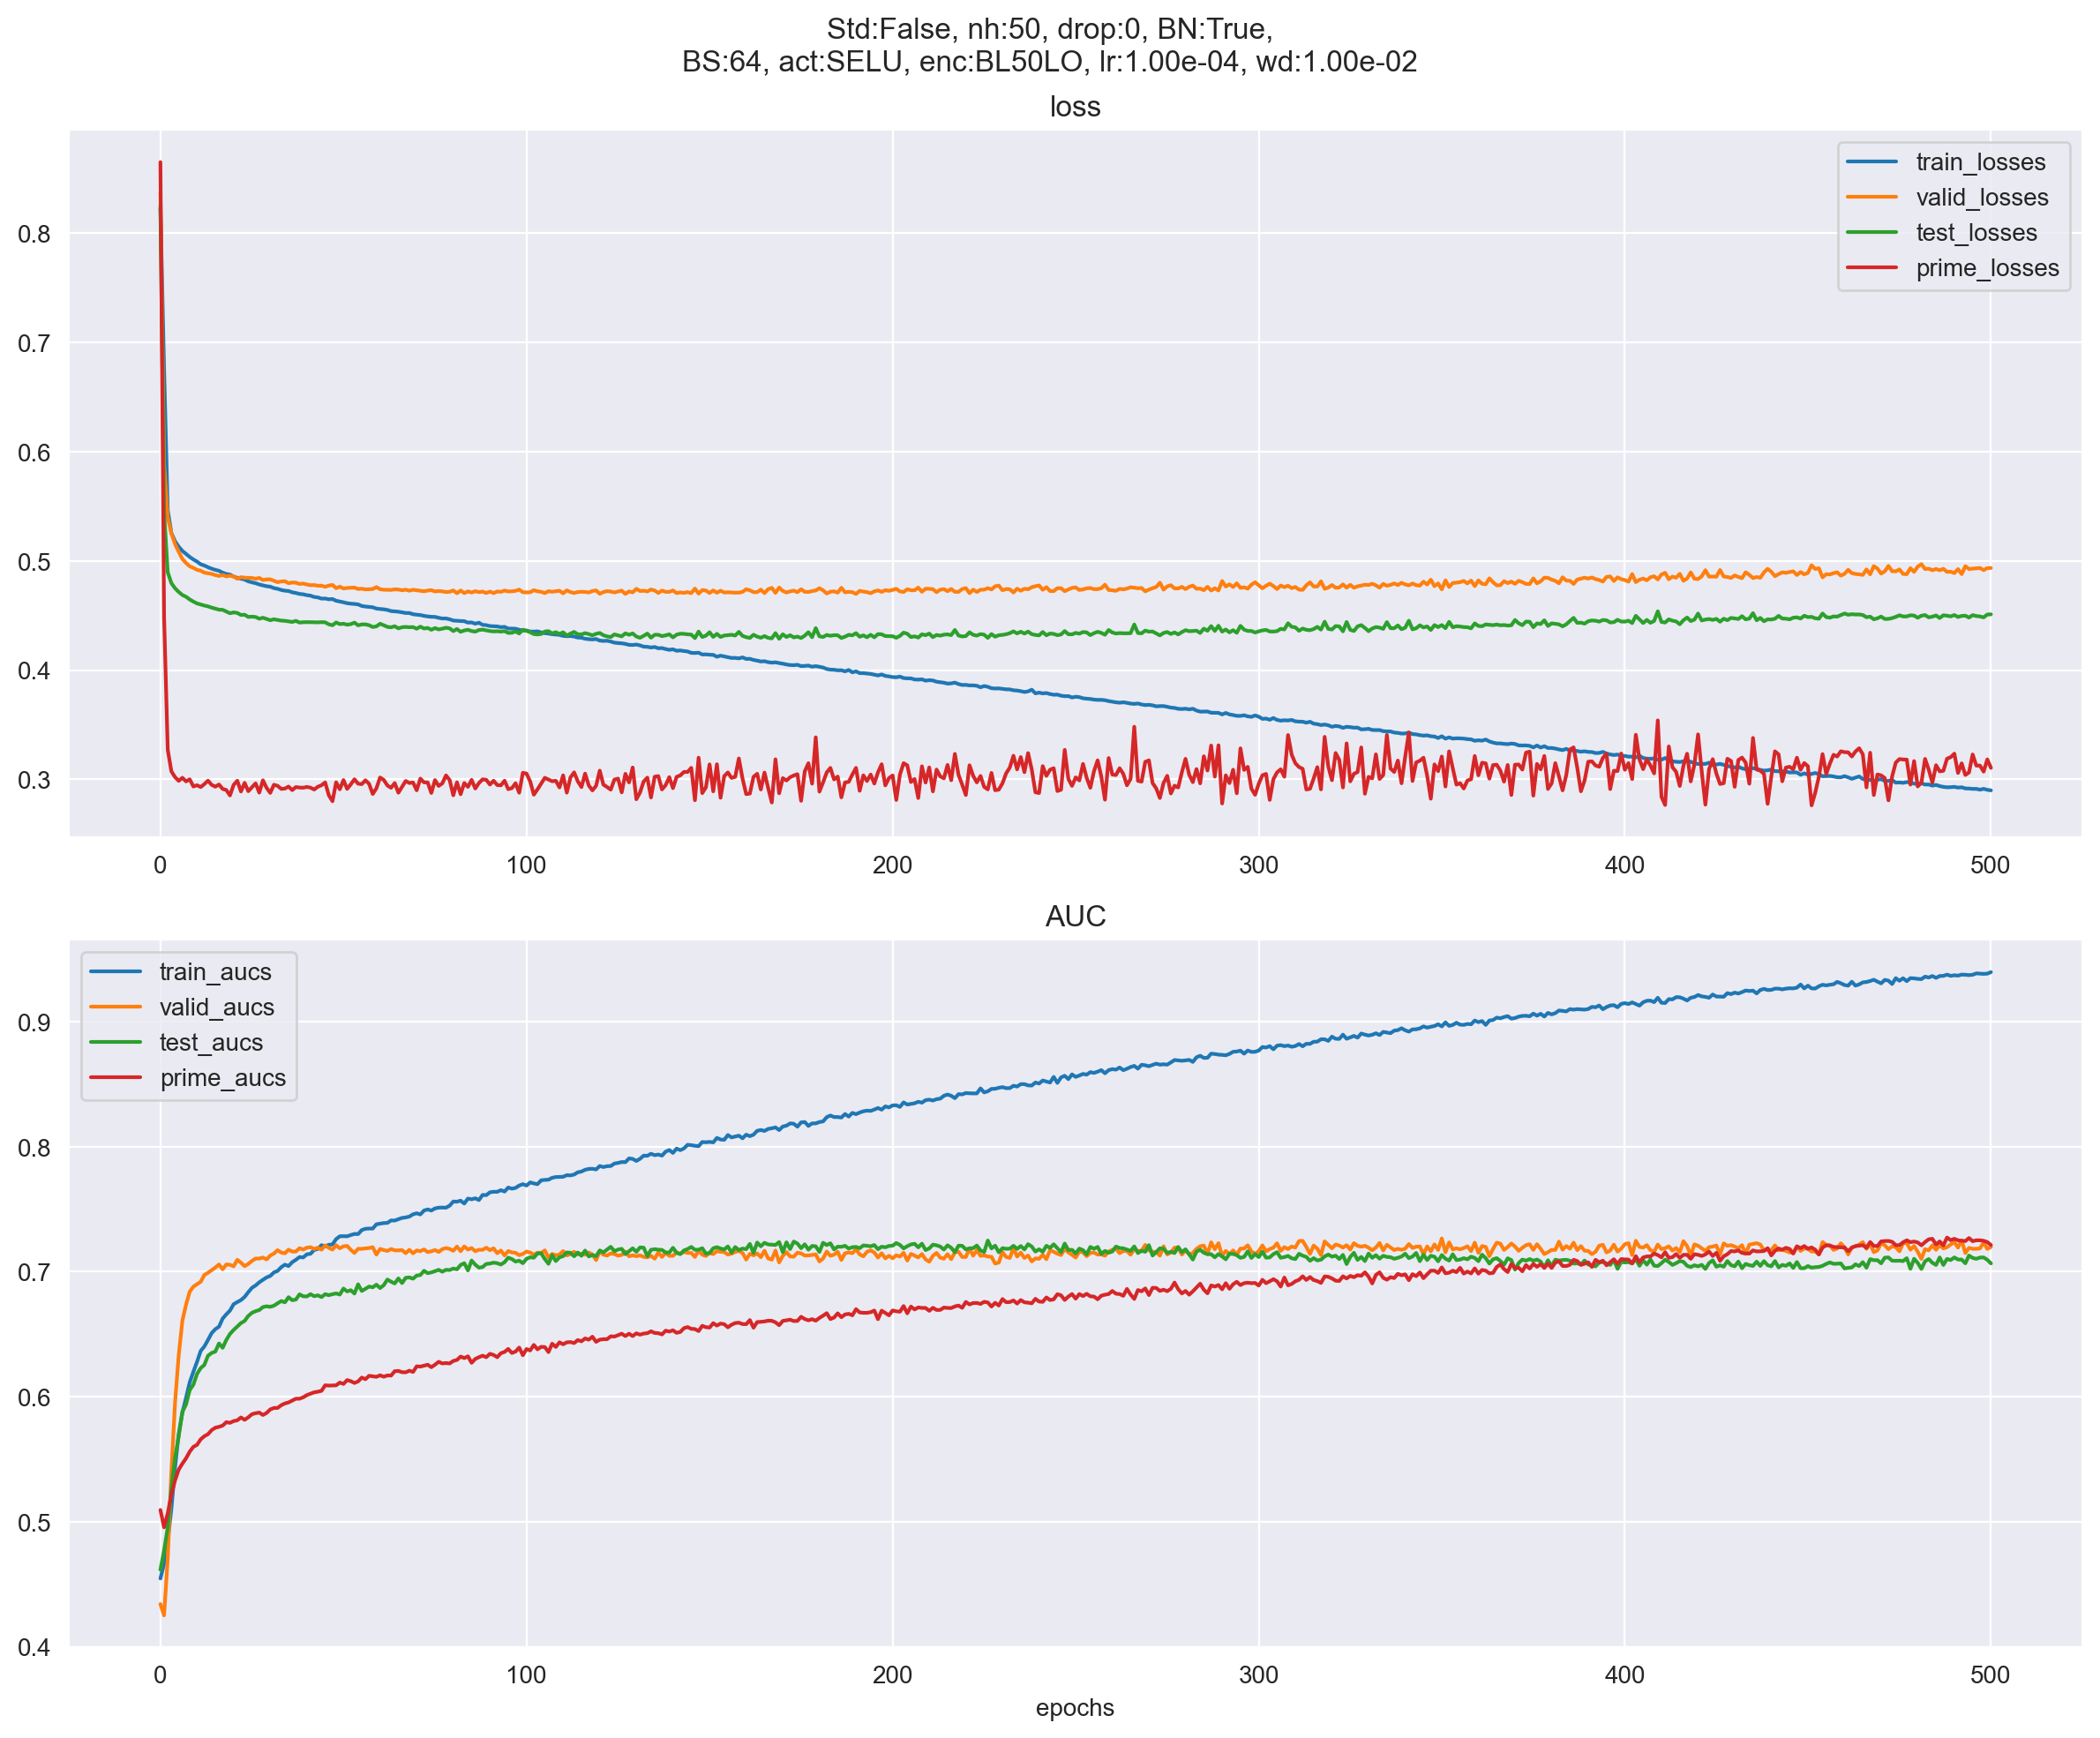 Std:False, nh:50, drop:0, BN:True,
BS:64, act:SELU, enc:BL50LO, lr:1.00e-04, wd:1.00e-02
loss
train_losses
valid_losses
test_losses
prime_losses
0.8
0.7
0.6
0.5
0.4
0.3
0 100 200 300 400 500
AUC
train_aucs
valid_aucs
test_aucs
prime_aucs
0.9
0.8
0.7
0.6
0.5
0.4
0 100 200 300 400 500
epochs